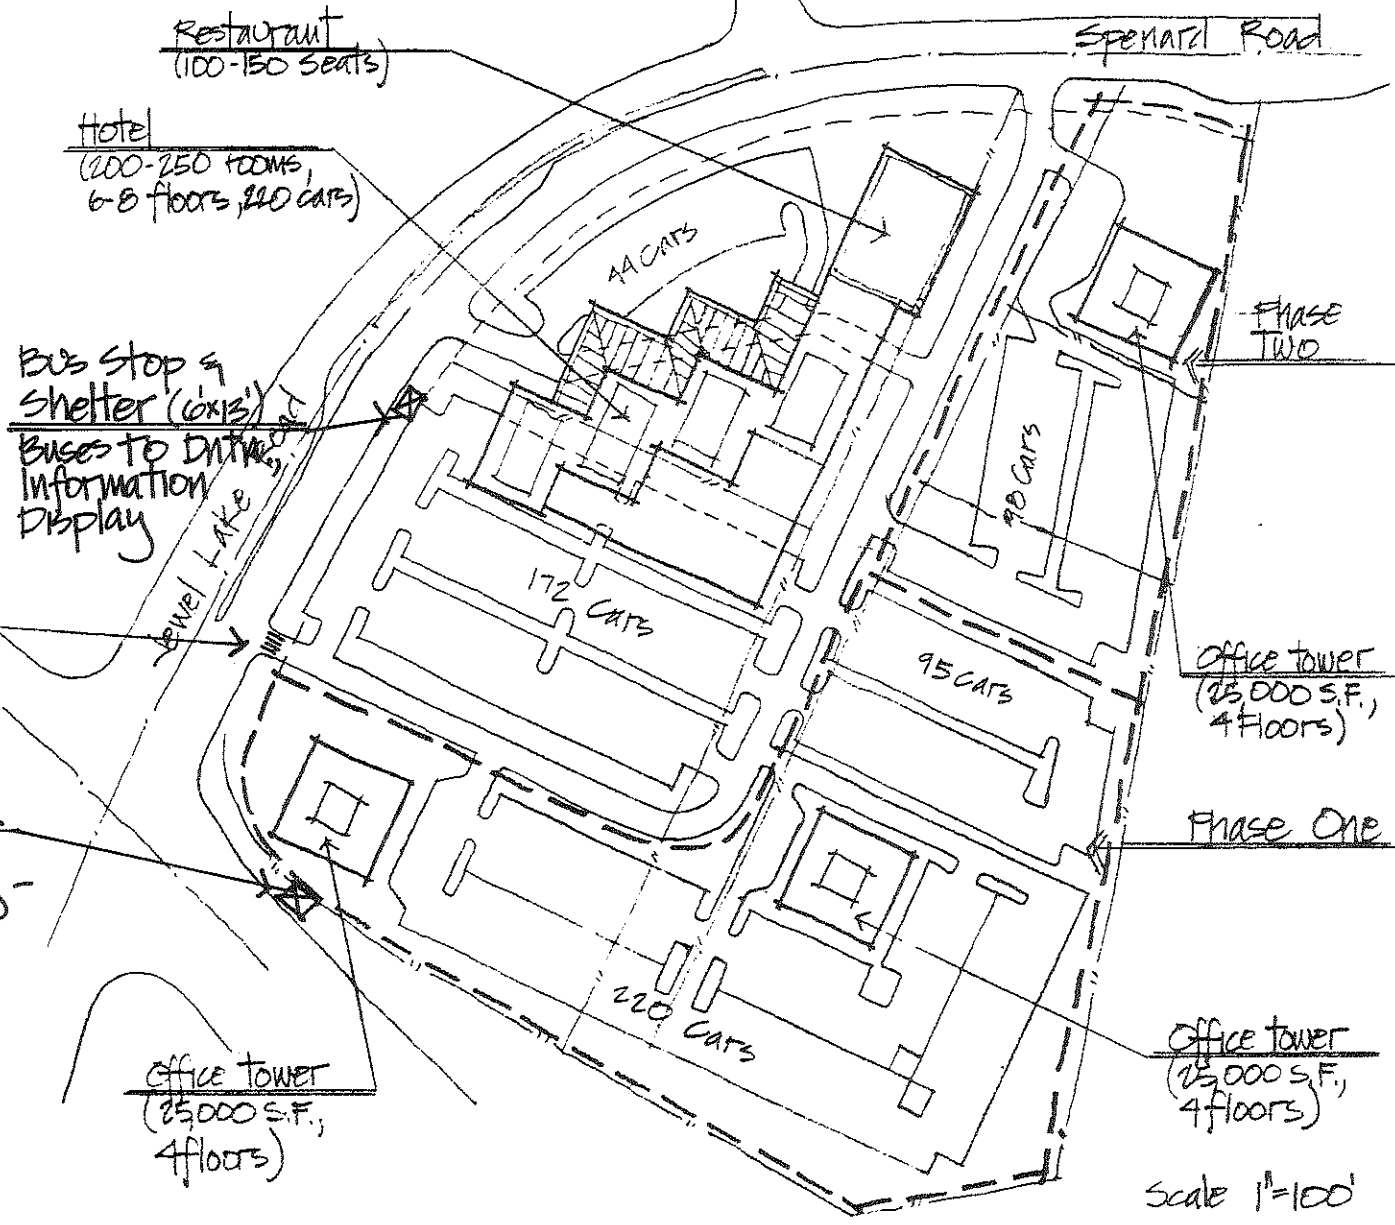 Restaurant
(100-150 Seats)
Spenard Road
Hotel
(200-250 rooms,
6-8 floors, 220 cars)
44 Cars
Phase
Two
Bus Stop &
Shelter (6'x13')
Buses to Dntwn,
Information
Display
Jewel Lake Road
98 Cars
172 Cars
95 Cars
Office tower
(25,000 S.F.,
4 floors)
Phase One
220 Cars
Office tower
(25,000 S.F.,
4 floors)
Office tower
(25,000 S.F.,
4 floors)
Scale 1"=100'